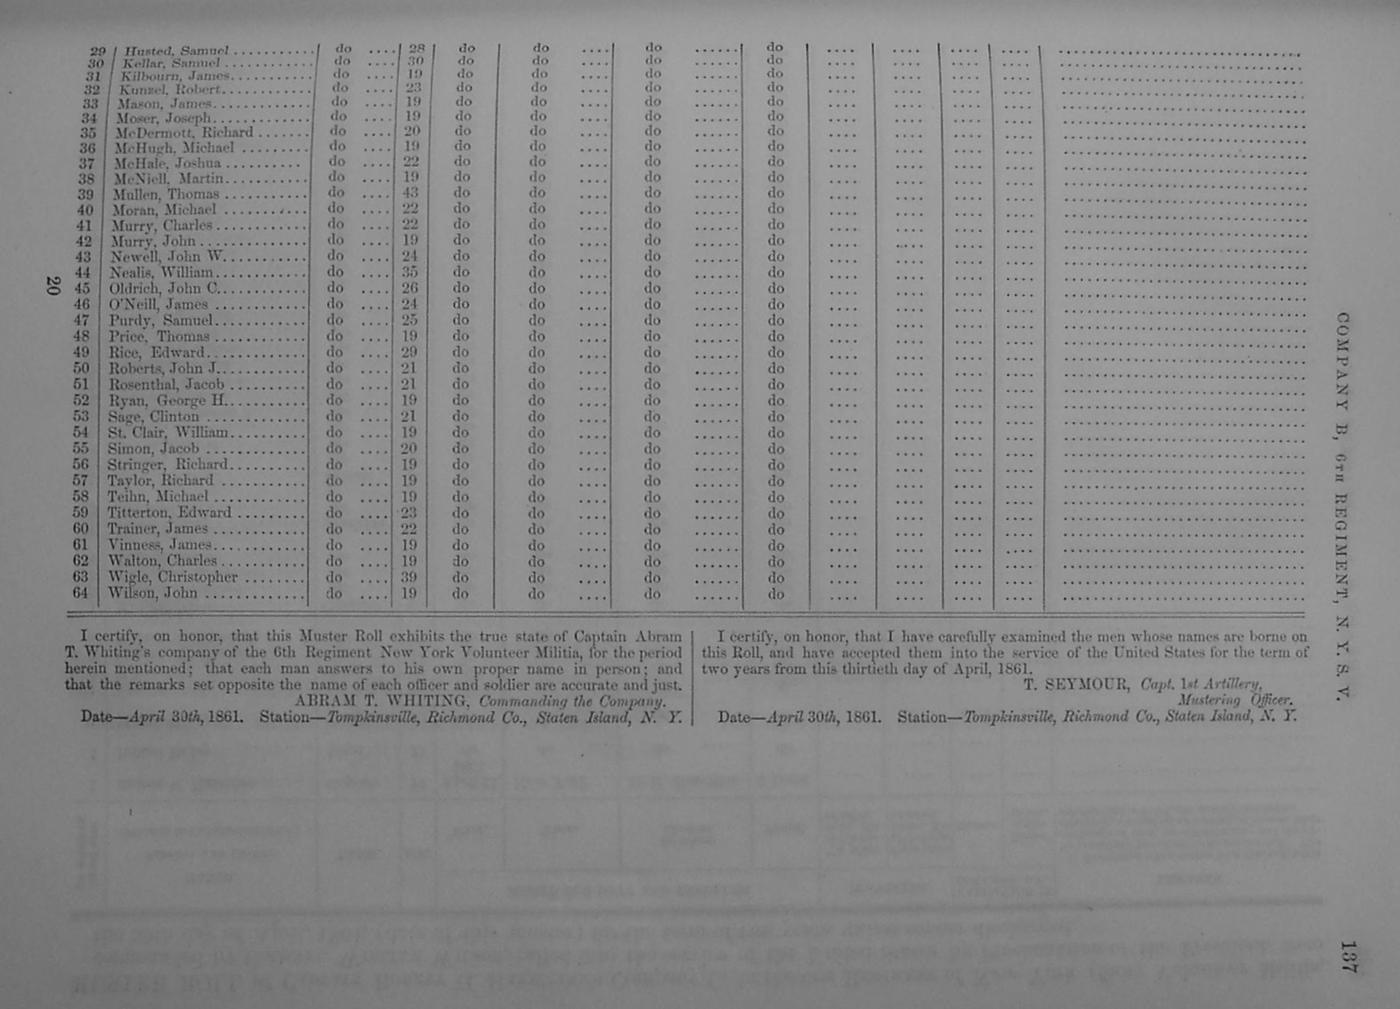 29 Husted, Samuel........... do .... 28 do do .... do ...... do .... .... .... ....
30 Kellar, Samuel............ do .... 30 do do .... do ...... do .... .... .... ....
31 Kilbourn, James........... do .... 19 do do .... do ...... do .... .... .... ....
32 Kunzel, Robert............ do .... 23 do do .... do ...... do .... .... .... ....
33 Mason, James............. do .... 19 do do .... do ...... do .... .... .... ....
34 Moser, Joseph............. do .... 19 do do .... do ...... do .... .... .... ....
35 McDermott, Richard....... do .... 20 do do .... do ...... do .... .... .... ....
36 McHugh, Michael......... do .... 19 do do .... do ...... do .... .... .... ....
37 McHale, Joshua.......... do .... 22 do do .... do ...... do .... .... .... ....
38 McNiell, Martin........... do .... 19 do do .... do ...... do .... .... .... ....
39 Mullen, Thomas........... do .... 43 do do .... do ...... do .... .... .... ....
40 Moran, Michael........... do .... 22 do do .... do ...... do .... .... .... ....
41 Murry, Charles............ do .... 22 do do .... do ...... do .... .... .... ....
42 Murry, John.............. do .... 19 do do .... do ...... do .... .... .... ....
43 Newell, John W........... do .... 24 do do .... do ...... do .... .... .... ....
44 Nealis, William............ do .... 35 do do .... do ...... do .... .... .... ....
45 Oldrich, John C........... do .... 26 do do .... do ...... do .... .... .... ....
46 O'Neill, James............ do .... 24 do do .... do ...... do .... .... .... ....
47 Purdy, Samuel............ do .... 25 do do .... do ...... do .... .... .... ....
48 Price, Thomas............ do .... 19 do do .... do ...... do .... .... .... ....
49 Rice, Edward............. do .... 29 do do .... do ...... do .... .... .... ....
50 Roberts, John J........... do .... 21 do do .... do ...... do .... .... .... ....
51 Rosenthal, Jacob.......... do .... 21 do do .... do ...... do .... .... .... ....
52 Ryan, George H.......... do .... 19 do do .... do ...... do .... .... .... ....
53 Sage, Clinton............. do .... 21 do do .... do ...... do .... .... .... ....
54 St. Clair, William.......... do .... 19 do do .... do ...... do .... .... .... ....
55 Simon, Jacob............. do .... 20 do do .... do ...... do .... .... .... ....
56 Stringer, Richard.......... do .... 19 do do .... do ...... do .... .... .... ....
57 Taylor, Richard........... do .... 19 do do .... do ...... do .... .... .... ....
58 Teihn, Michael............ do .... 19 do do .... do ...... do .... .... .... ....
59 Titterton, Edward......... do .... 23 do do .... do ...... do .... .... .... ....
60 Trainer, James............ do .... 22 do do .... do ...... do .... .... .... ....
61 Vinness, James............ do .... 19 do do .... do ...... do .... .... .... ....
62 Walton, Charles........... do .... 19 do do .... do ...... do .... .... .... ....
63 Wigle, Christopher........ do .... 39 do do .... do ...... do .... .... .... ....
64 Wilson, John............. do .... 19 do do .... do ...... do .... .... .... ....
I certify, on honor, that this Muster Roll exhibits the true state of Captain Abram
T. Whiting's company of the 6th Regiment New York Volunteer Militia, for the period
herein mentioned; that each man answers to his own proper name in person; and
that the remarks set opposite the name of each officer and soldier are accurate and just.
ABRAM T. WHITING, Commanding the Company.
Date—April 30th, 1861. Station—Tompkinsville, Richmond Co., Staten Island, N. Y.
I certify, on honor, that I have carefully examined the men whose names are borne on
this Roll, and have accepted them into the service of the United States for the term of
two years from this thirtieth day of April, 1861.
T. SEYMOUR, Capt. 1st Artillery,
Mustering Officer.
Date—April 30th, 1861. Station—Tompkinsville, Richmond Co., Staten Island, N. Y.
20
COMPANY B, 6TH REGIMENT, N. Y. S. V.
137